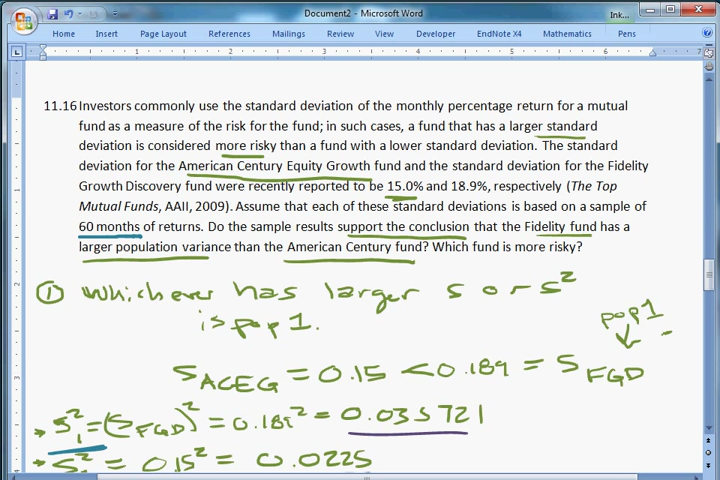 Document2 - Microsoft Word
Ink...
Home Insert Page Layout References Mailings Review View Developer EndNote X4 Mathematics Pens
11.16 Investors commonly use the standard deviation of the monthly percentage return for a mutual
fund as a measure of the risk for the fund; in such cases, a fund that has a larger standard
deviation is considered more risky than a fund with a lower standard deviation. The standard
deviation for the American Century Equity Growth fund and the standard deviation for the Fidelity
Growth Discovery fund were recently reported to be 15.0% and 18.9%, respectively (The Top
Mutual Funds, AAII, 2009). Assume that each of these standard deviations is based on a sample of
60 months of returns. Do the sample results support the conclusion that the Fidelity fund has a
larger population variance than the American Century fund? Which fund is more risky?
① Whichever has larger s or s²
is pop 1.
pop 1
S_ACEG = 0.15 < 0.189 = S_FGD
S₁² = (S_FGD)² = 0.189² = 0.035721
= 0.15² = 0.0225